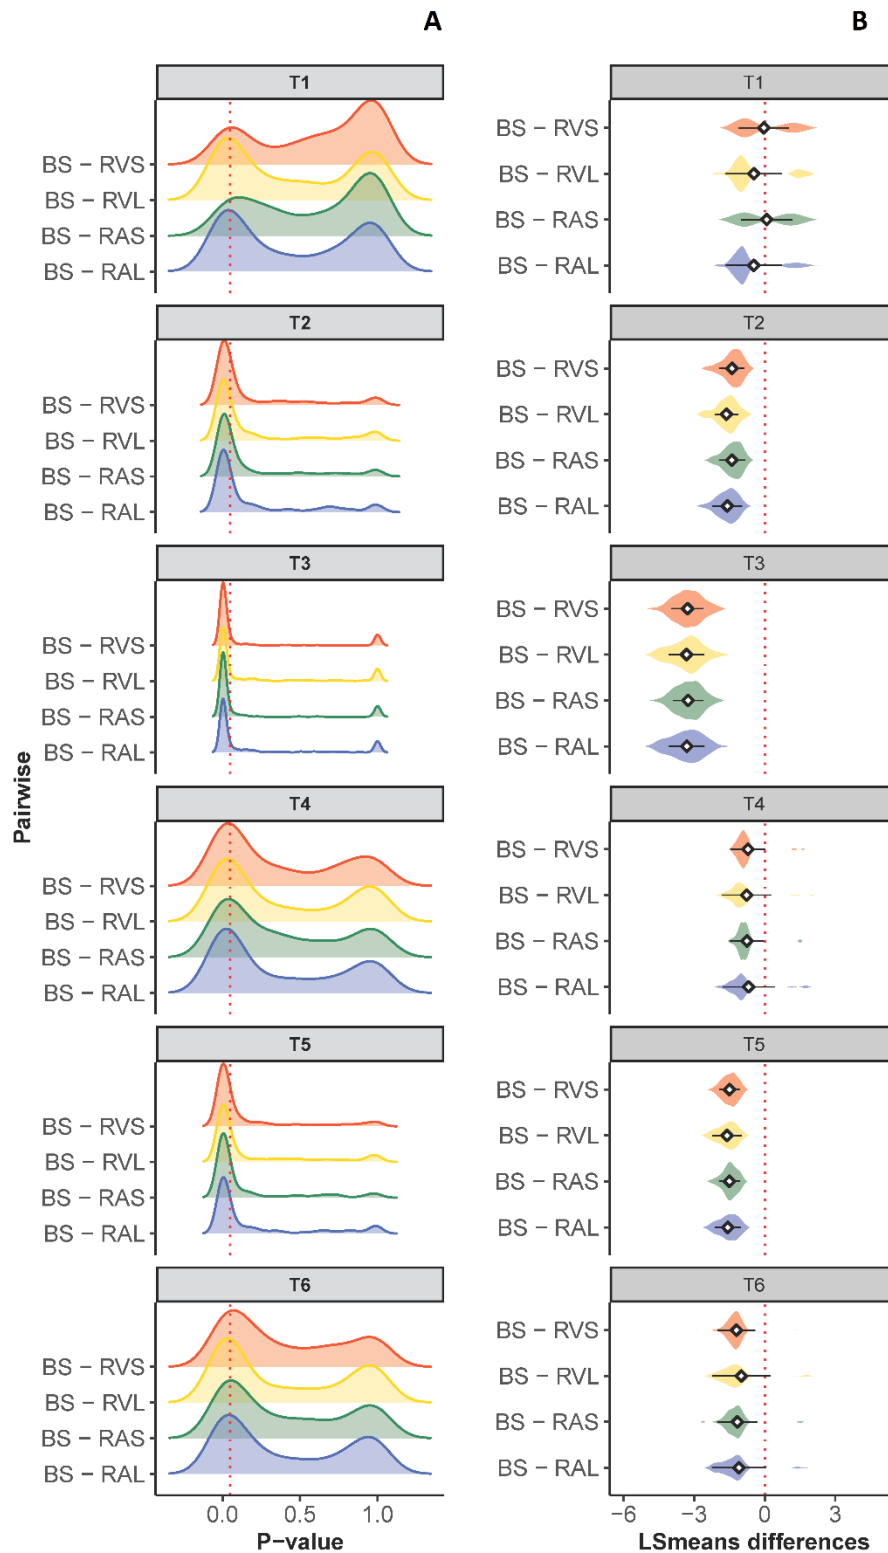 A
T1
BS − RVS
BS − RVL
BS − RAS
BS − RAL
T2
BS − RVS
BS − RVL
BS − RAS
BS − RAL
T3
BS − RVS
BS − RVL
BS − RAS
BS − RAL
T4
BS − RVS
BS − RVL
BS − RAS
BS − RAL
T5
BS − RVS
BS − RVL
BS − RAS
BS − RAL
T6
BS − RVS
BS − RVL
BS − RAS
BS − RAL
0.0 0.5 1.0
P−value
Pairwise
B
T1
BS − RVS
BS − RVL
BS − RAS
BS − RAL
T2
BS − RVS
BS − RVL
BS − RAS
BS − RAL
T3
BS − RVS
BS − RVL
BS − RAS
BS − RAL
T4
BS − RVS
BS − RVL
BS − RAS
BS − RAL
T5
BS − RVS
BS − RVL
BS − RAS
BS − RAL
T6
BS − RVS
BS − RVL
BS − RAS
BS − RAL
−6 −3 0 3
LSmeans differences